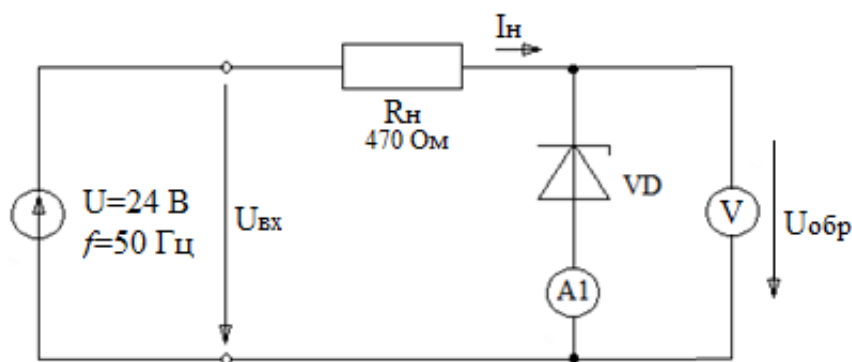 Iн
Rн
470 Ом
U=24 В
f=50 Гц
Uвх
VD
A1
V
Uобр